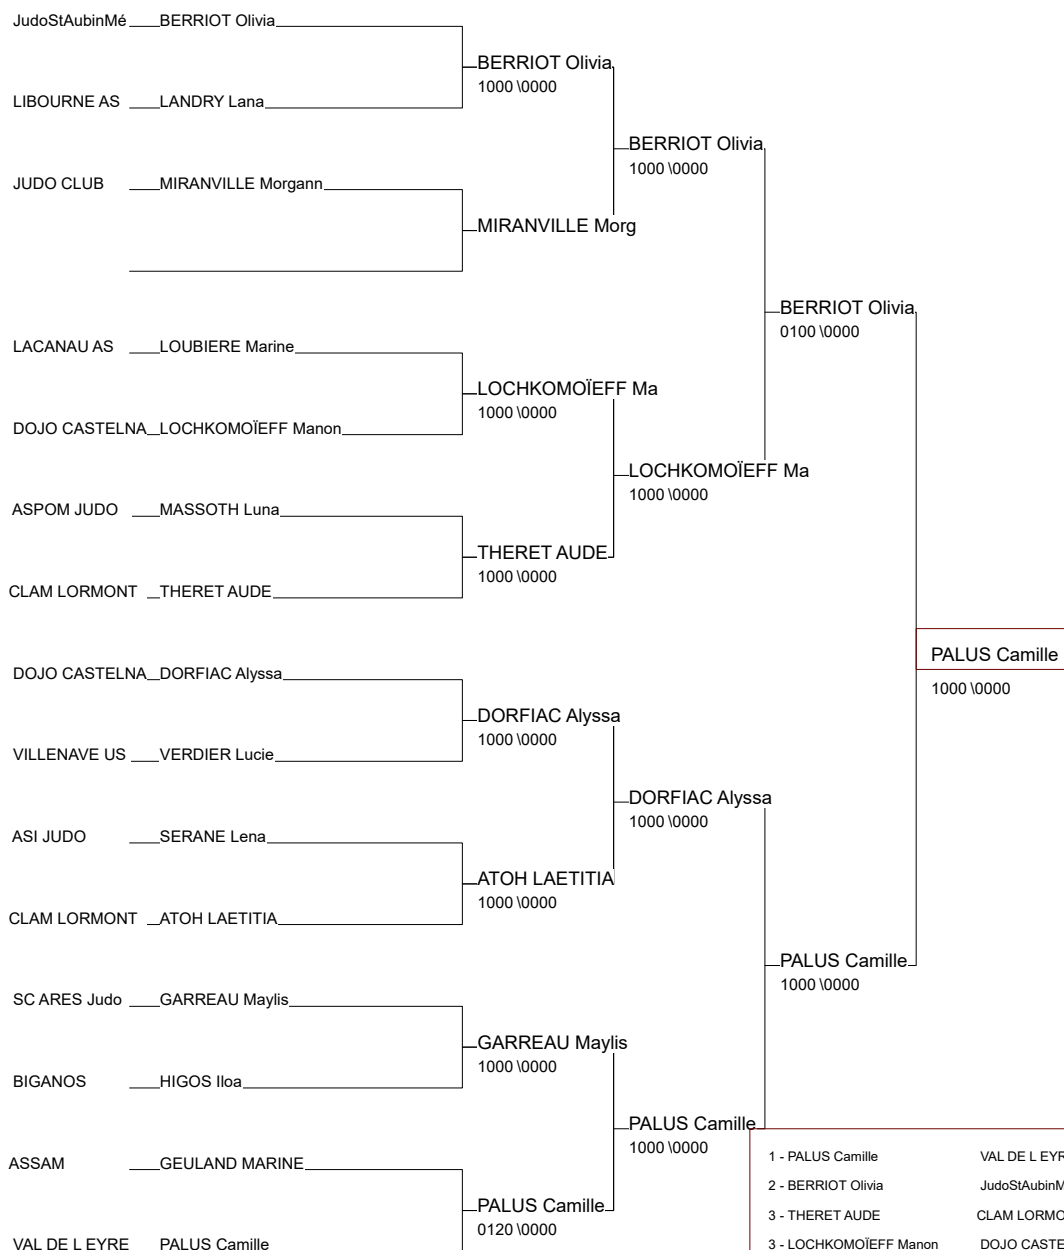 JudoStAubinMé BERRIOT Olivia
BERRIOT Olivia
1000 \0000
LIBOURNE AS LANDRY Lana
BERRIOT Olivia
1000 \0000
JUDO CLUB MIRANVILLE Morgann
MIRANVILLE Morg
BERRIOT Olivia
0100 \0000
LACANAU AS LOUBIERE Marine
LOCHKOMOÏEFF Ma
1000 \0000
DOJO CASTELNA LOCHKOMOÏEFF Manon
LOCHKOMOÏEFF Ma
1000 \0000
ASPOM JUDO MASSOTH Luna
THERET AUDE
1000 \0000
CLAM LORMONT THERET AUDE
PALUS Camille
1000 \0000
DOJO CASTELNA DORFIAC Alyssa
DORFIAC Alyssa
1000 \0000
VILLENAVE US VERDIER Lucie
DORFIAC Alyssa
1000 \0000
ASI JUDO SERANE Lena
ATOH LAETITIA
1000 \0000
CLAM LORMONT ATOH LAETITIA
PALUS Camille
1000 \0000
SC ARES Judo GARREAU Maylis
GARREAU Maylis
1000 \0000
BIGANOS HIGOS Iloa
PALUS Camille
1000 \0000
ASSAM GEULAND MARINE
PALUS Camille
0120 \0000
VAL DE L EYRE PALUS Camille
1 - PALUS Camille VAL DE L EYR
2 - BERRIOT Olivia JudoStAubinM
3 - THERET AUDE CLAM LORMO
3 - LOCHKOMOÏEFF Manon DOJO CASTE